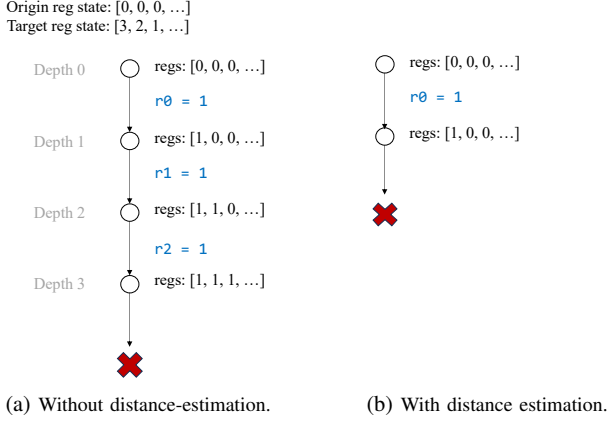 Origin reg state: [0, 0, 0, …]
Target reg state: [3, 2, 1, …]
Depth 0
regs: [0, 0, 0, …]
r0 = 1
Depth 1
regs: [1, 0, 0, …]
r1 = 1
Depth 2
regs: [1, 1, 0, …]
r2 = 1
Depth 3
regs: [1, 1, 1, …]
(a) Without distance-estimation.
regs: [0, 0, 0, …]
r0 = 1
regs: [1, 0, 0, …]
(b) With distance estimation.